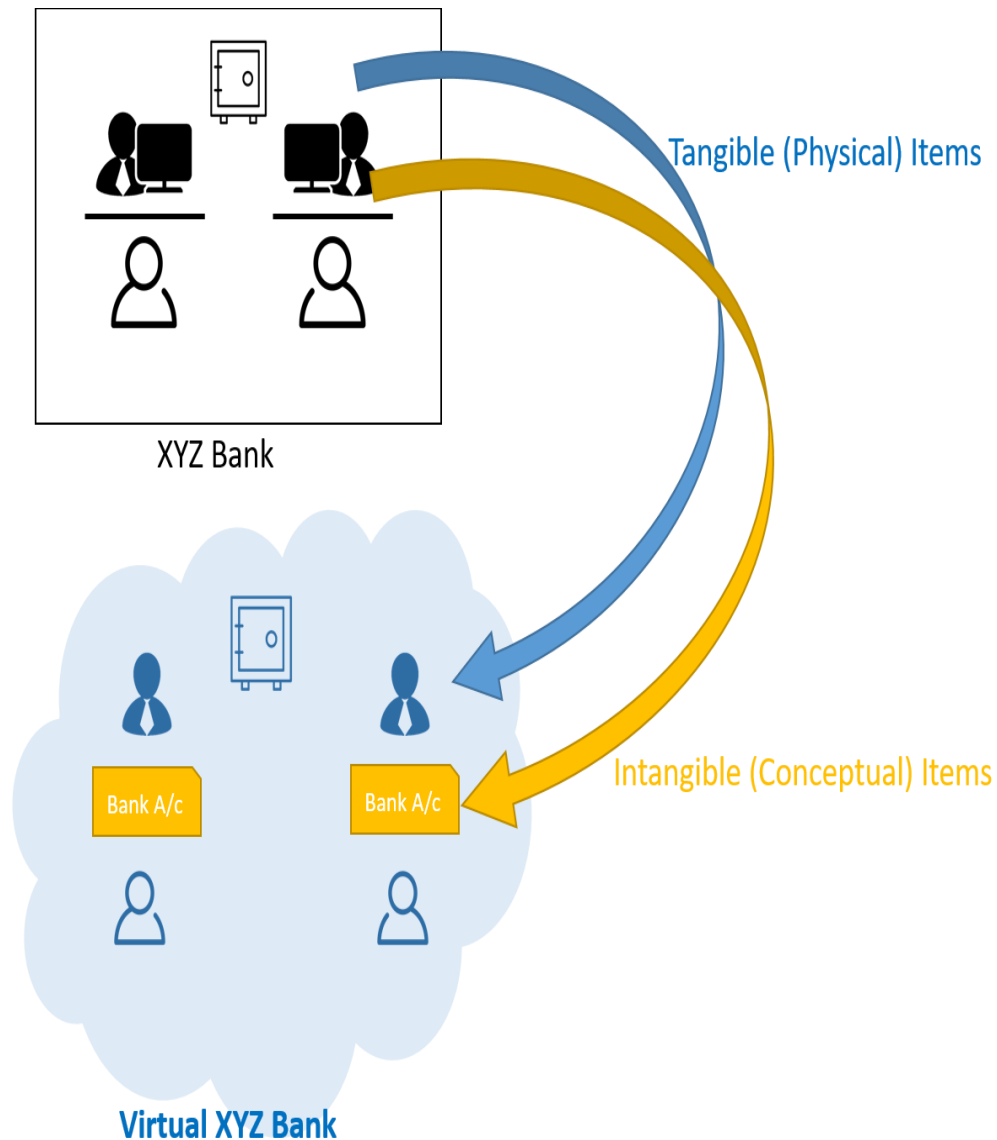 Tangible (Physical) Items
XYZ Bank
Intangible (Conceptual) Items
Bank A/c
Bank A/c
Virtual XYZ Bank